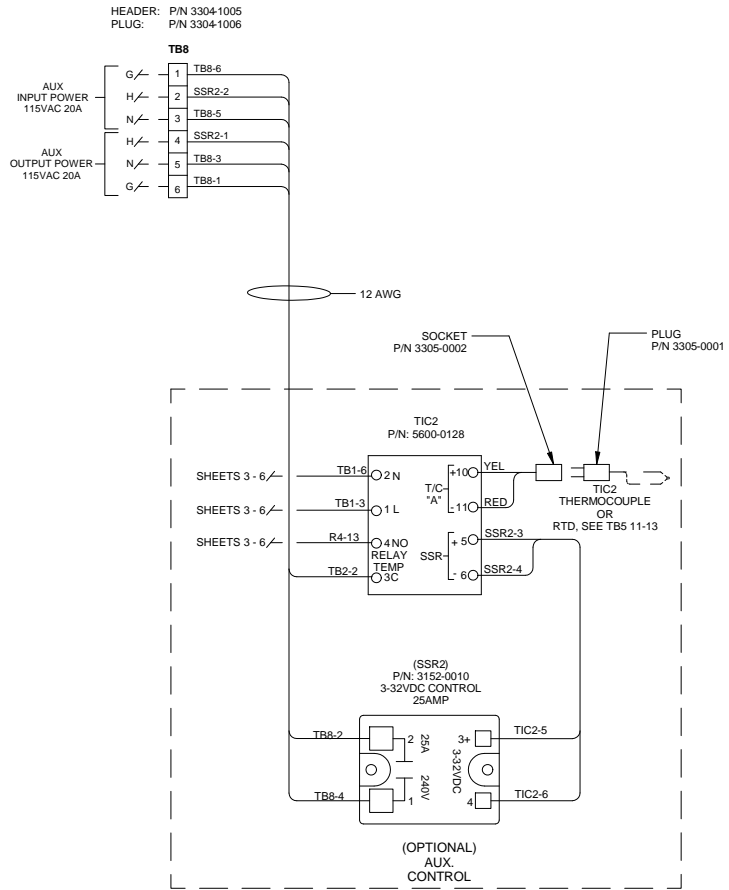 HEADER: P/N 3304-1005
PLUG: P/N 3304-1006
TB8
AUX
INPUT POWER
115VAC 20A
G 1 TB8-6
H 2 SSR2-2
N 3 TB8-5
AUX
OUTPUT POWER
115VAC 20A
H 4 SSR2-1
N 5 TB8-3
G 6 TB8-1
12 AWG
SOCKET
P/N 3305-0002
PLUG
P/N 3305-0001
TIC2
P/N: 5600-0128
SHEETS 3 - 6 TB1-6 2 N
SHEETS 3 - 6 TB1-3 1 L
SHEETS 3 - 6 R4-13 4 NO
RELAY
TEMP
TB2-2 3C
T/C
"A"
+10 YEL
-11 RED
SSR
+ 5 SSR2-3
- 6 SSR2-4
TIC2
THERMOCOUPLE
OR
RTD, SEE TB5 11-13
(SSR2)
P/N: 3152-0010
3-32VDC CONTROL
25AMP
TB8-2 2 25A
TB8-4 1 240V
3+ TIC2-5
3-32VDC
4 TIC2-6
(OPTIONAL)
AUX.
CONTROL